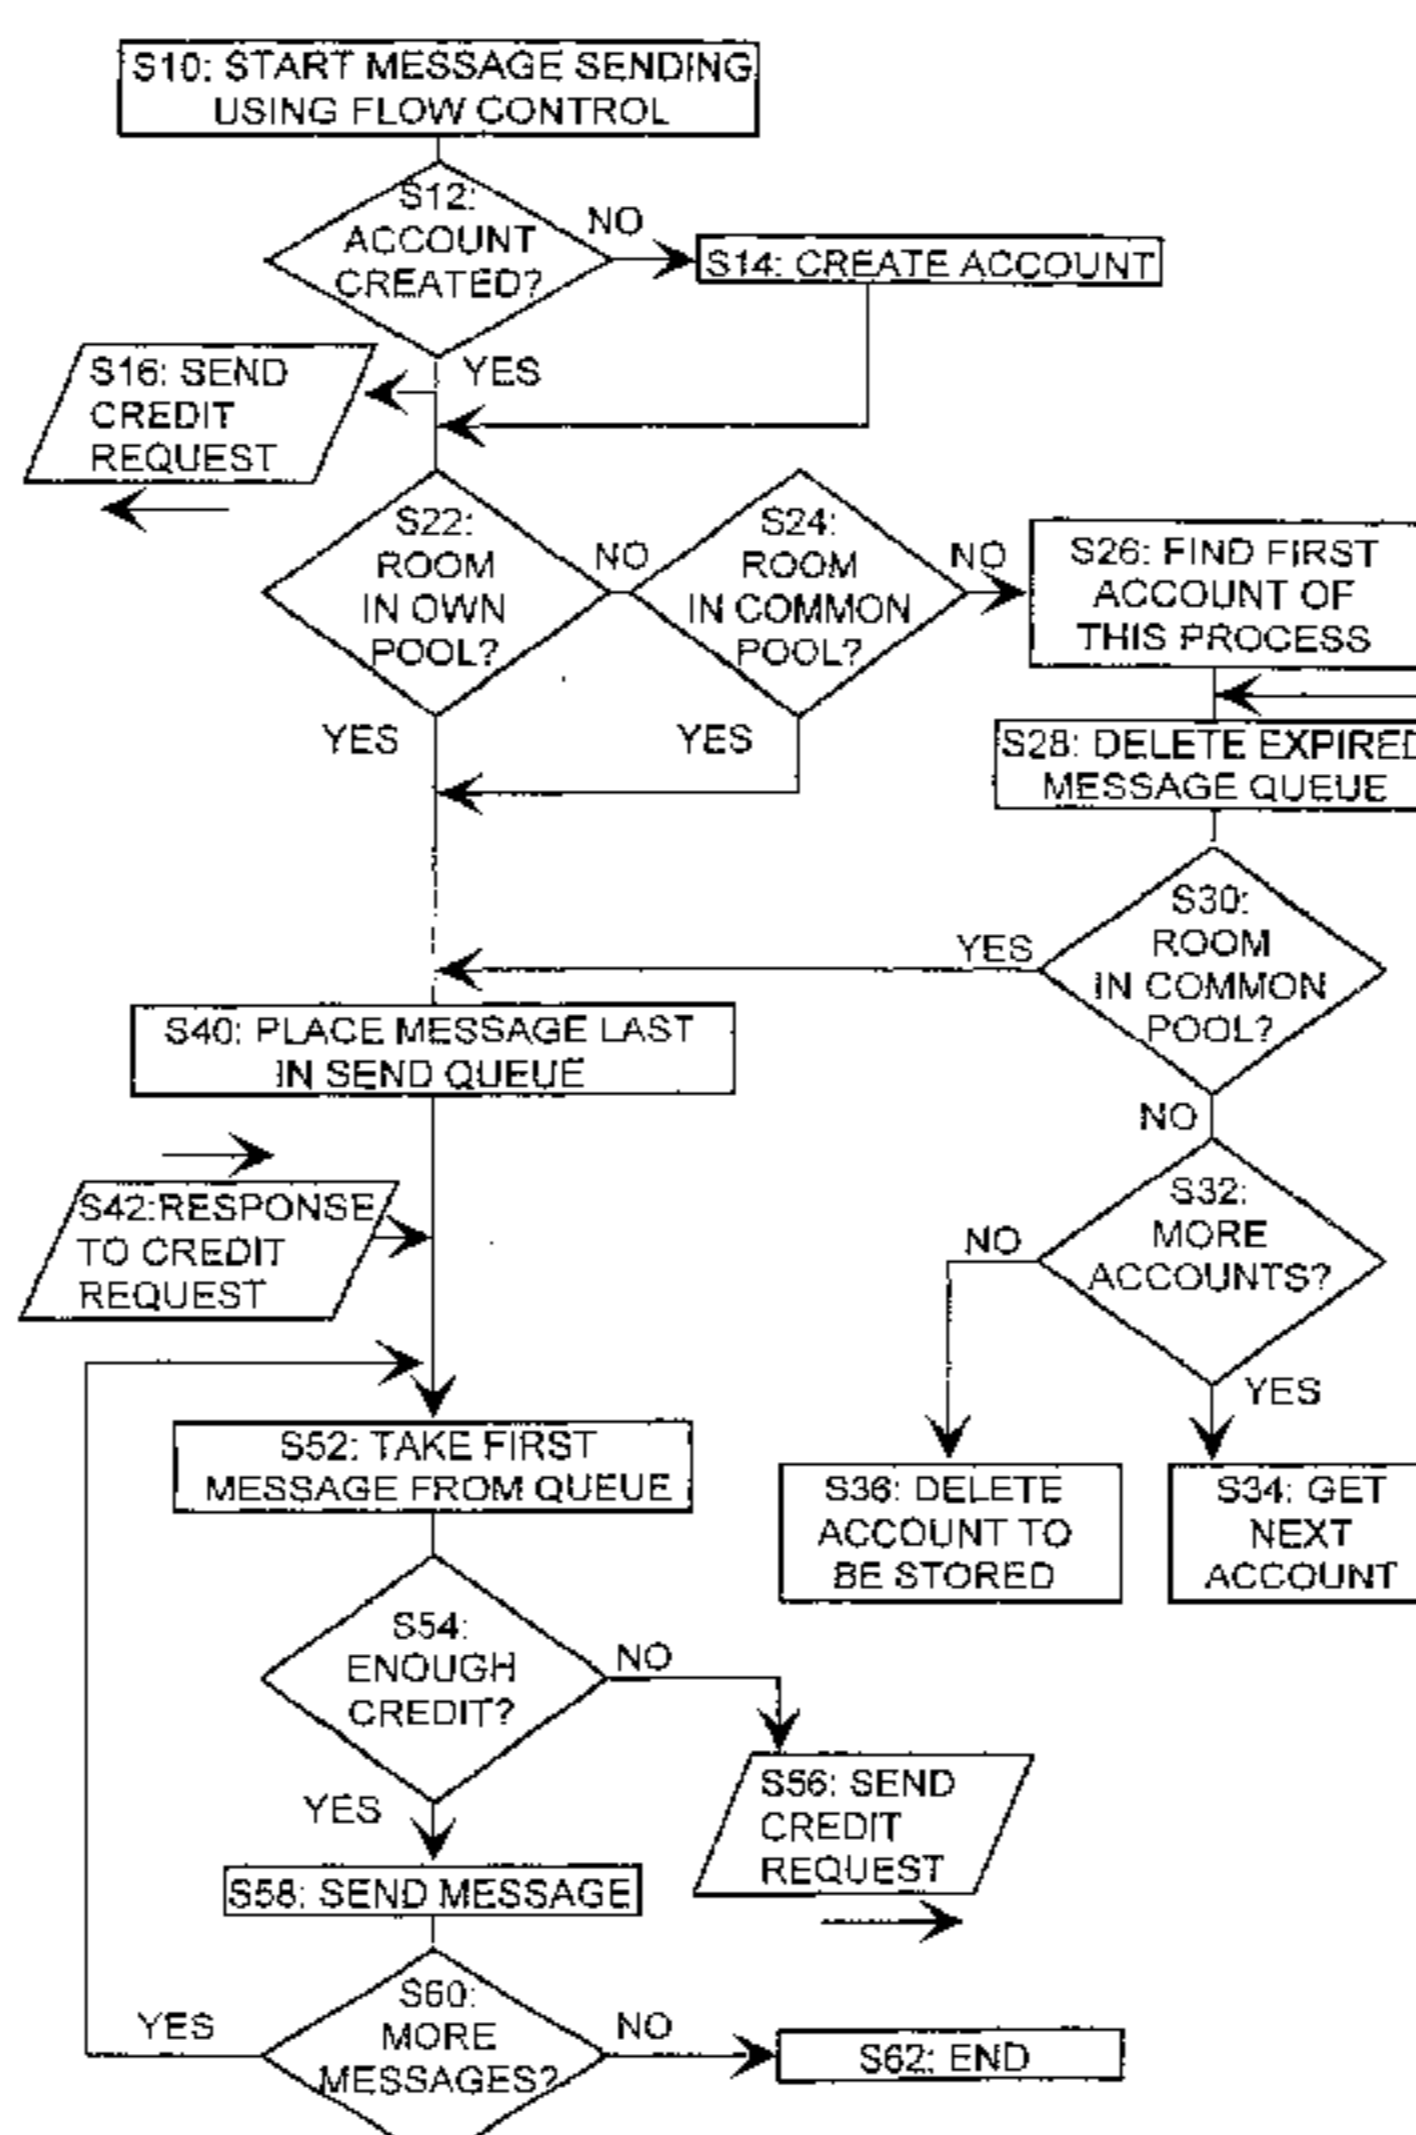 S10: START MESSAGE SENDING
USING FLOW CONTROL
S12:
ACCOUNT
CREATED?
NO
S14: CREATE ACCOUNT
YES
S16: SEND
CREDIT
REQUEST
S22:
ROOM
IN OWN
POOL?
NO
S24:
ROOM
IN COMMON
POOL?
NO
S26: FIND FIRST
ACCOUNT OF
THIS PROCESS
YES
YES
S28: DELETE EXPIRED
MESSAGE QUEUE
S30:
ROOM
IN COMMON
POOL?
YES
S40: PLACE MESSAGE LAST
IN SEND QUEUE
NO
S42:RESPONSE
TO CREDIT
REQUEST
S32:
MORE
ACCOUNTS?
NO
YES
S52: TAKE FIRST
MESSAGE FROM QUEUE
S36: DELETE
ACCOUNT TO
BE STORED
S34: GET
NEXT
ACCOUNT
S54:
ENOUGH
CREDIT?
NO
S56: SEND
CREDIT
REQUEST
YES
S58: SEND MESSAGE
S60:
MORE
MESSAGES?
YES
NO
S62: END